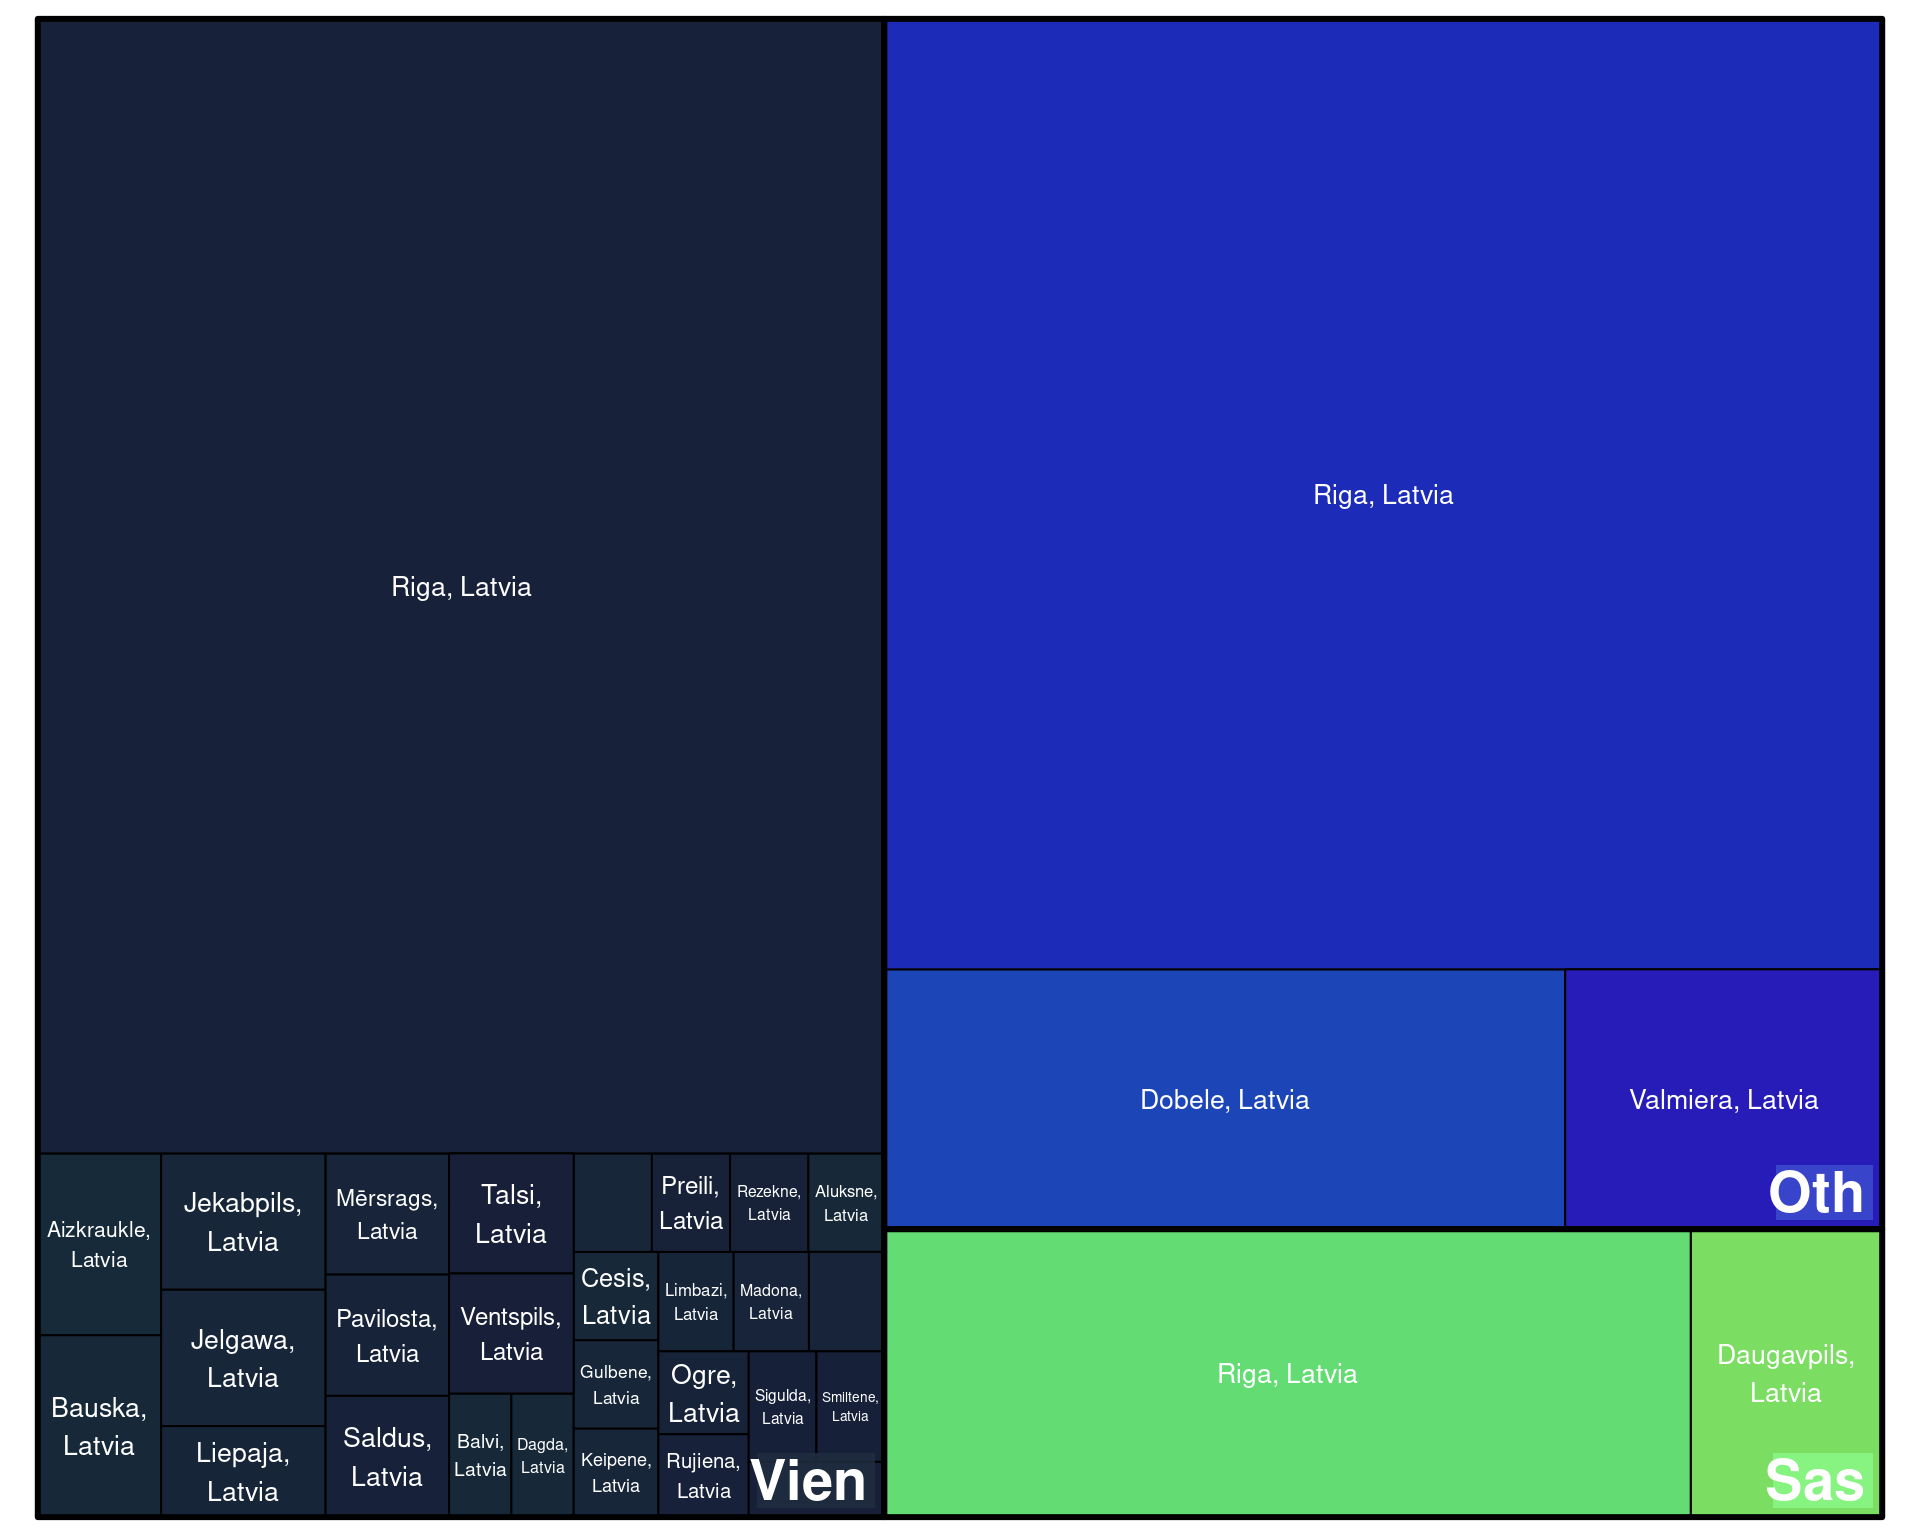 Riga, Latvia
Aizkraukle,
Latvia
Bauska,
Latvia
Jekabpils,
Latvia
Jelgawa,
Latvia
Liepaja,
Latvia
Mērsrags,
Latvia
Pavilosta,
Latvia
Saldus,
Latvia
Talsi,
Latvia
Ventspils,
Latvia
Balvi,
Latvia
Dagda,
Latvia
Preili,
Latvia
Rezekne,
Latvia
Aluksne,
Latvia
Cesis,
Latvia
Limbazi,
Latvia
Madona,
Latvia
Gulbene,
Latvia
Keipene,
Latvia
Ogre,
Latvia
Rujiena,
Latvia
Sigulda,
Latvia
Smiltene,
Latvia
Vien
Riga, Latvia
Dobele, Latvia
Valmiera, Latvia
Oth
Riga, Latvia
Daugavpils,
Latvia
Sas